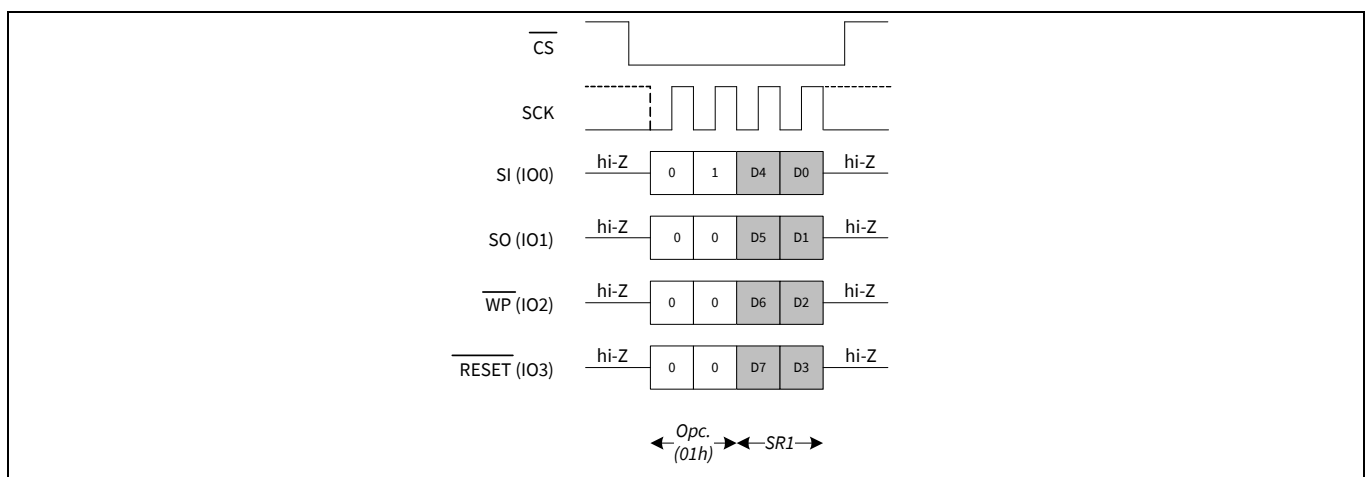 CS
SCK
hi-Z 0 1 D4 D0 hi-Z
SI (IO0)
hi-Z 0 0 D5 D1 hi-Z
SO (IO1)
hi-Z 0 0 D6 D2 hi-Z
WP (IO2)
hi-Z 0 0 D7 D3 hi-Z
RESET (IO3)
Opc.
(01h)
SR1